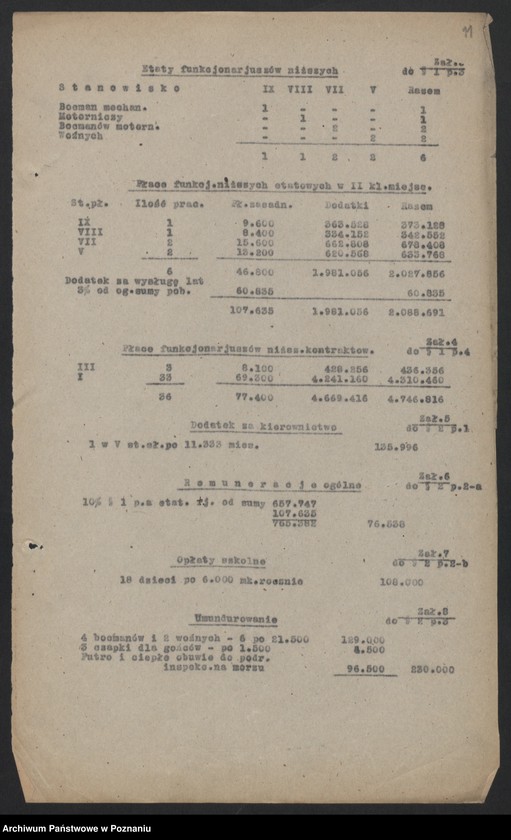 11
Etaty funkcjonarjuszów niższych Zał.
do § 1 p.3
Stanowisko IX VIII VII V Razem
Bosman mechan. 1 - - - 1
Motorniczy - 1 - - 1
Bosmanów motorn. - - 2 - 2
Woźnych - - - 2 2
1 1 2 2 6
Płace funkcj.niższych etatowych w II kl.miejsc.
St.pł. Ilość prac. Pł.zasadn. Dodatki Razem
IX 1 9.600 363.528 373.128
VIII 1 8.400 334.152 342.552
VII 2 15.600 662.808 678.408
V 2 13.200 620.568 633.768
6 46.800 1.981.056 2.027.856
Dodatek za wysługę lat
3% od og.sumy pob. 60.835 60.835
107.635 1.981.056 2.088.691
Płace funkcjonarjuszów niższ.kontraktow. Zał.4
do § 1 p.4
III 3 8.100 428.256 436.356
I 33 69.300 4.241.160 4.310.460
36 77.400 4.669.416 4.746.816
Dodatek za kierownictwo Zał.5
do § 2 p.1
1 w V st.sł.po 11.333 mies. 135.996
Remuneracje ogólne Zał.6
do § 2 p.2-a
10% § 1 p.a stat. tj. od sumy 657.747
107.635
765.382 76.538
Opłaty szkolne Zał.7
do § 2 p.2-b
18 dzieci po 6.000 mk.rocznie 108.000
Umundurowanie Zał.8
do § 2 p.3
4 bosmanów i 2 woźnych - 6 po 21.500 129.000
3 czapki dla gońców - po 1.500 4.500
Futro i ciepłe obuwie do podr.
inspekc.na morzu 96.500 230.000
Archiwum Państwowe w Poznaniu